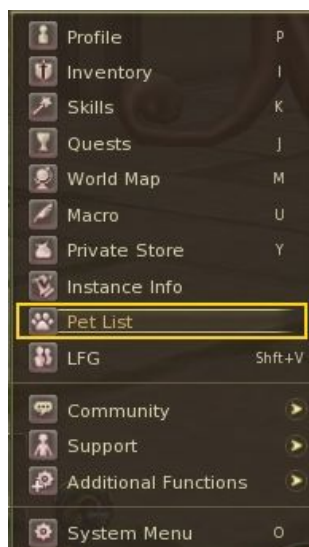 Profile P
Inventory I
Skills K
Quests J
World Map M
Macro U
Private Store Y
Instance Info
Pet List
LFG Shft+V
Community
Support
Additional Functions
System Menu O